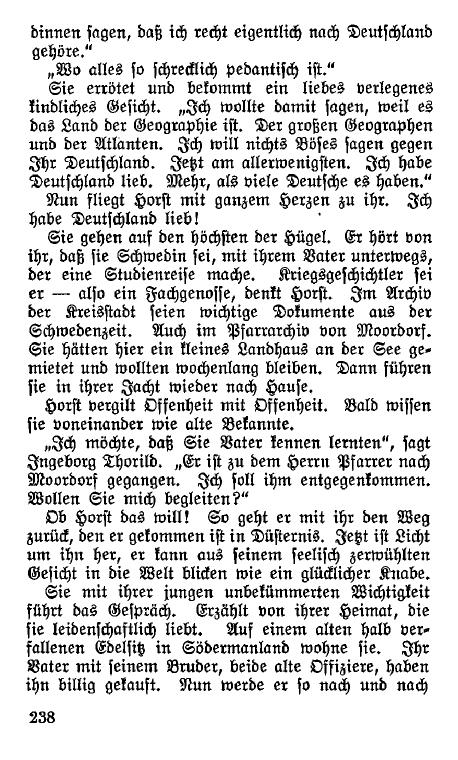 dinnen sagen, daß ich recht eigentlich nach Deutschland
gehöre.“
„Wo alles so schrecklich pedantisch ist.“
Sie errötet und bekommt ein liebes verlegenes
kindliches Gesicht. „Ich wollte damit sagen, weil es
das Land der Geographie ist. Der großen Geographen
und der Atlanten. Ich will nichts Böses sagen gegen
Ihr Deutschland. Jetzt am allerwenigsten. Ich habe
Deutschland lieb. Mehr, als viele Deutsche es haben.“
Nun fliegt Horst mit ganzem Herzen zu ihr. Ich
habe Deutschland lieb!
Sie gehen auf den höchsten der Hügel. Er hört von
ihr, daß sie Schwedin sei, mit ihrem Vater unterwegs,
der eine Studienreise mache. Kriegsgeschichtler sei
er — also ein Fachgenosse, denkt Horst. Im Archiv
der Kreisstadt seien wichtige Dokumente aus der
Schwedenzeit. Auch im Pfarrarchiv von Moordorf.
Sie hätten hier ein kleines Landhaus an der See ge-
mietet und wollten wochenlang bleiben. Dann führen
sie in ihrer Jacht wieder nach Hause.
Horst vergilt Offenheit mit Offenheit. Bald wissen
sie voneinander wie alte Bekannte.
„Ich möchte, daß Sie Vater kennen lernten“, sagt
Ingeborg Thorild. „Er ist zu dem Herrn Pfarrer nach
Moordorf gegangen. Ich soll ihm entgegenkommen.
Wollen Sie mich begleiten?“
Ob Horst das will! So geht er mit ihr den Weg
zurück, den er gekommen ist in Düsternis. Jetzt ist Licht
um ihn her, er kann aus seinem seelisch zerwühlten
Gesicht in die Welt blicken wie ein glücklicher Knabe.
Sie mit ihrer jungen unbekümmerten Wichtigkeit
führt das Gespräch. Erzählt von ihrer Heimat, die
sie leidenschaftlich liebt. Auf einem alten halb ver-
fallenen Edelsitz in Södermanland wohne sie. Ihr
Vater mit seinem Bruder, beide alte Offiziere, haben
ihn billig gekauft. Nun werde er so nach und nach
238